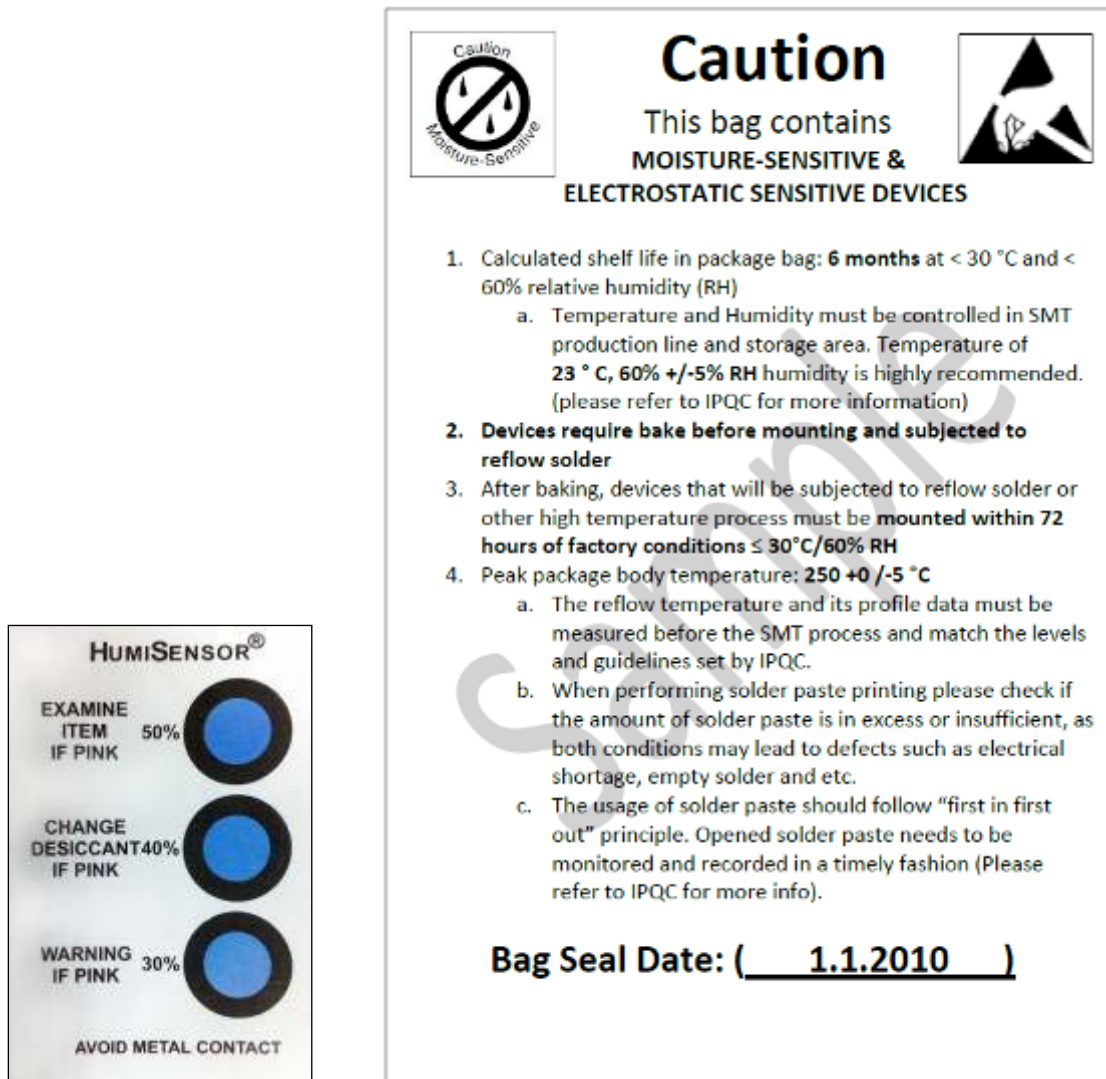 Caution
Moisture-Sensitive
Caution
This bag contains
MOISTURE-SENSITIVE &
ELECTROSTATIC SENSITIVE DEVICES
1. Calculated shelf life in package bag: 6 months at < 30 °C and <
60% relative humidity (RH)
a. Temperature and Humidity must be controlled in SMT
production line and storage area. Temperature of
23 ° C, 60% +/-5% RH humidity is highly recommended.
(please refer to IPQC for more information)
2. Devices require bake before mounting and subjected to
reflow solder
3. After baking, devices that will be subjected to reflow solder or
other high temperature process must be mounted within 72
hours of factory conditions ≤ 30°C/60% RH
4. Peak package body temperature: 250 +0 /-5 °C
a. The reflow temperature and its profile data must be
measured before the SMT process and match the levels
and guidelines set by IPQC.
b. When performing solder paste printing please check if
the amount of solder paste is in excess or insufficient, as
both conditions may lead to defects such as electrical
shortage, empty solder and etc.
c. The usage of solder paste should follow “first in first
out” principle. Opened solder paste needs to be
monitored and recorded in a timely fashion (Please
refer to IPQC for more info).
Bag Seal Date: ( 1.1.2010 )
Sample
HUMISENSOR®
EXAMINE
ITEM 50%
IF PINK
CHANGE
DESICCANT 40%
IF PINK
WARNING 30%
IF PINK
AVOID METAL CONTACT